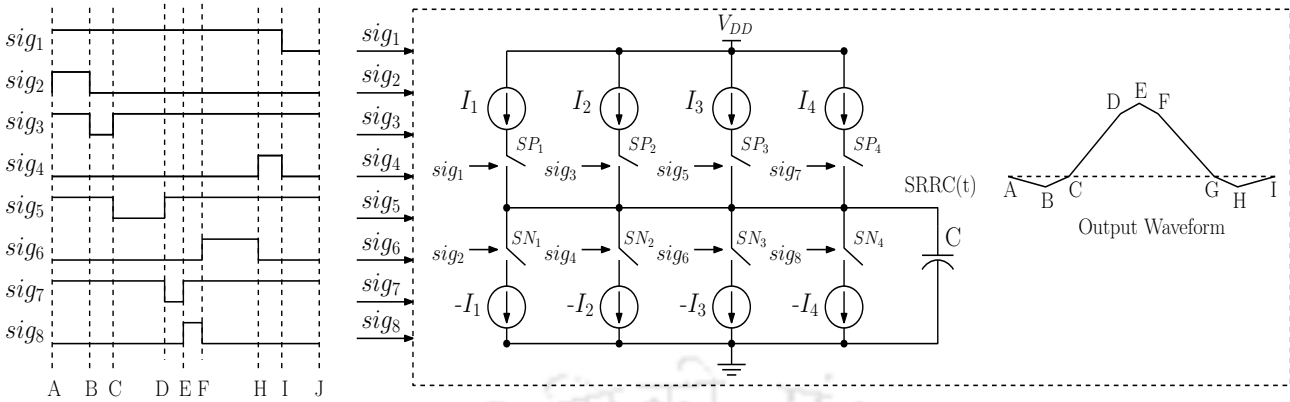 sig₁
sig₂
sig₃
sig₄
sig₅
sig₆
sig₇
sig₈
A B C D E F H I J
sig₁
sig₂
sig₃
sig₄
sig₅
sig₆
sig₇
sig₈
V_DD
I₁ I₂ I₃ I₄
SP₁ SP₂ SP₃ SP₄
sig₁ sig₃ sig₅ sig₇
SN₁ SN₂ SN₃ SN₄
sig₂ sig₄ sig₆ sig₈
-I₁ -I₂ -I₃ -I₄
SRRC(t)
C
A B C D E F G H I
Output Waveform